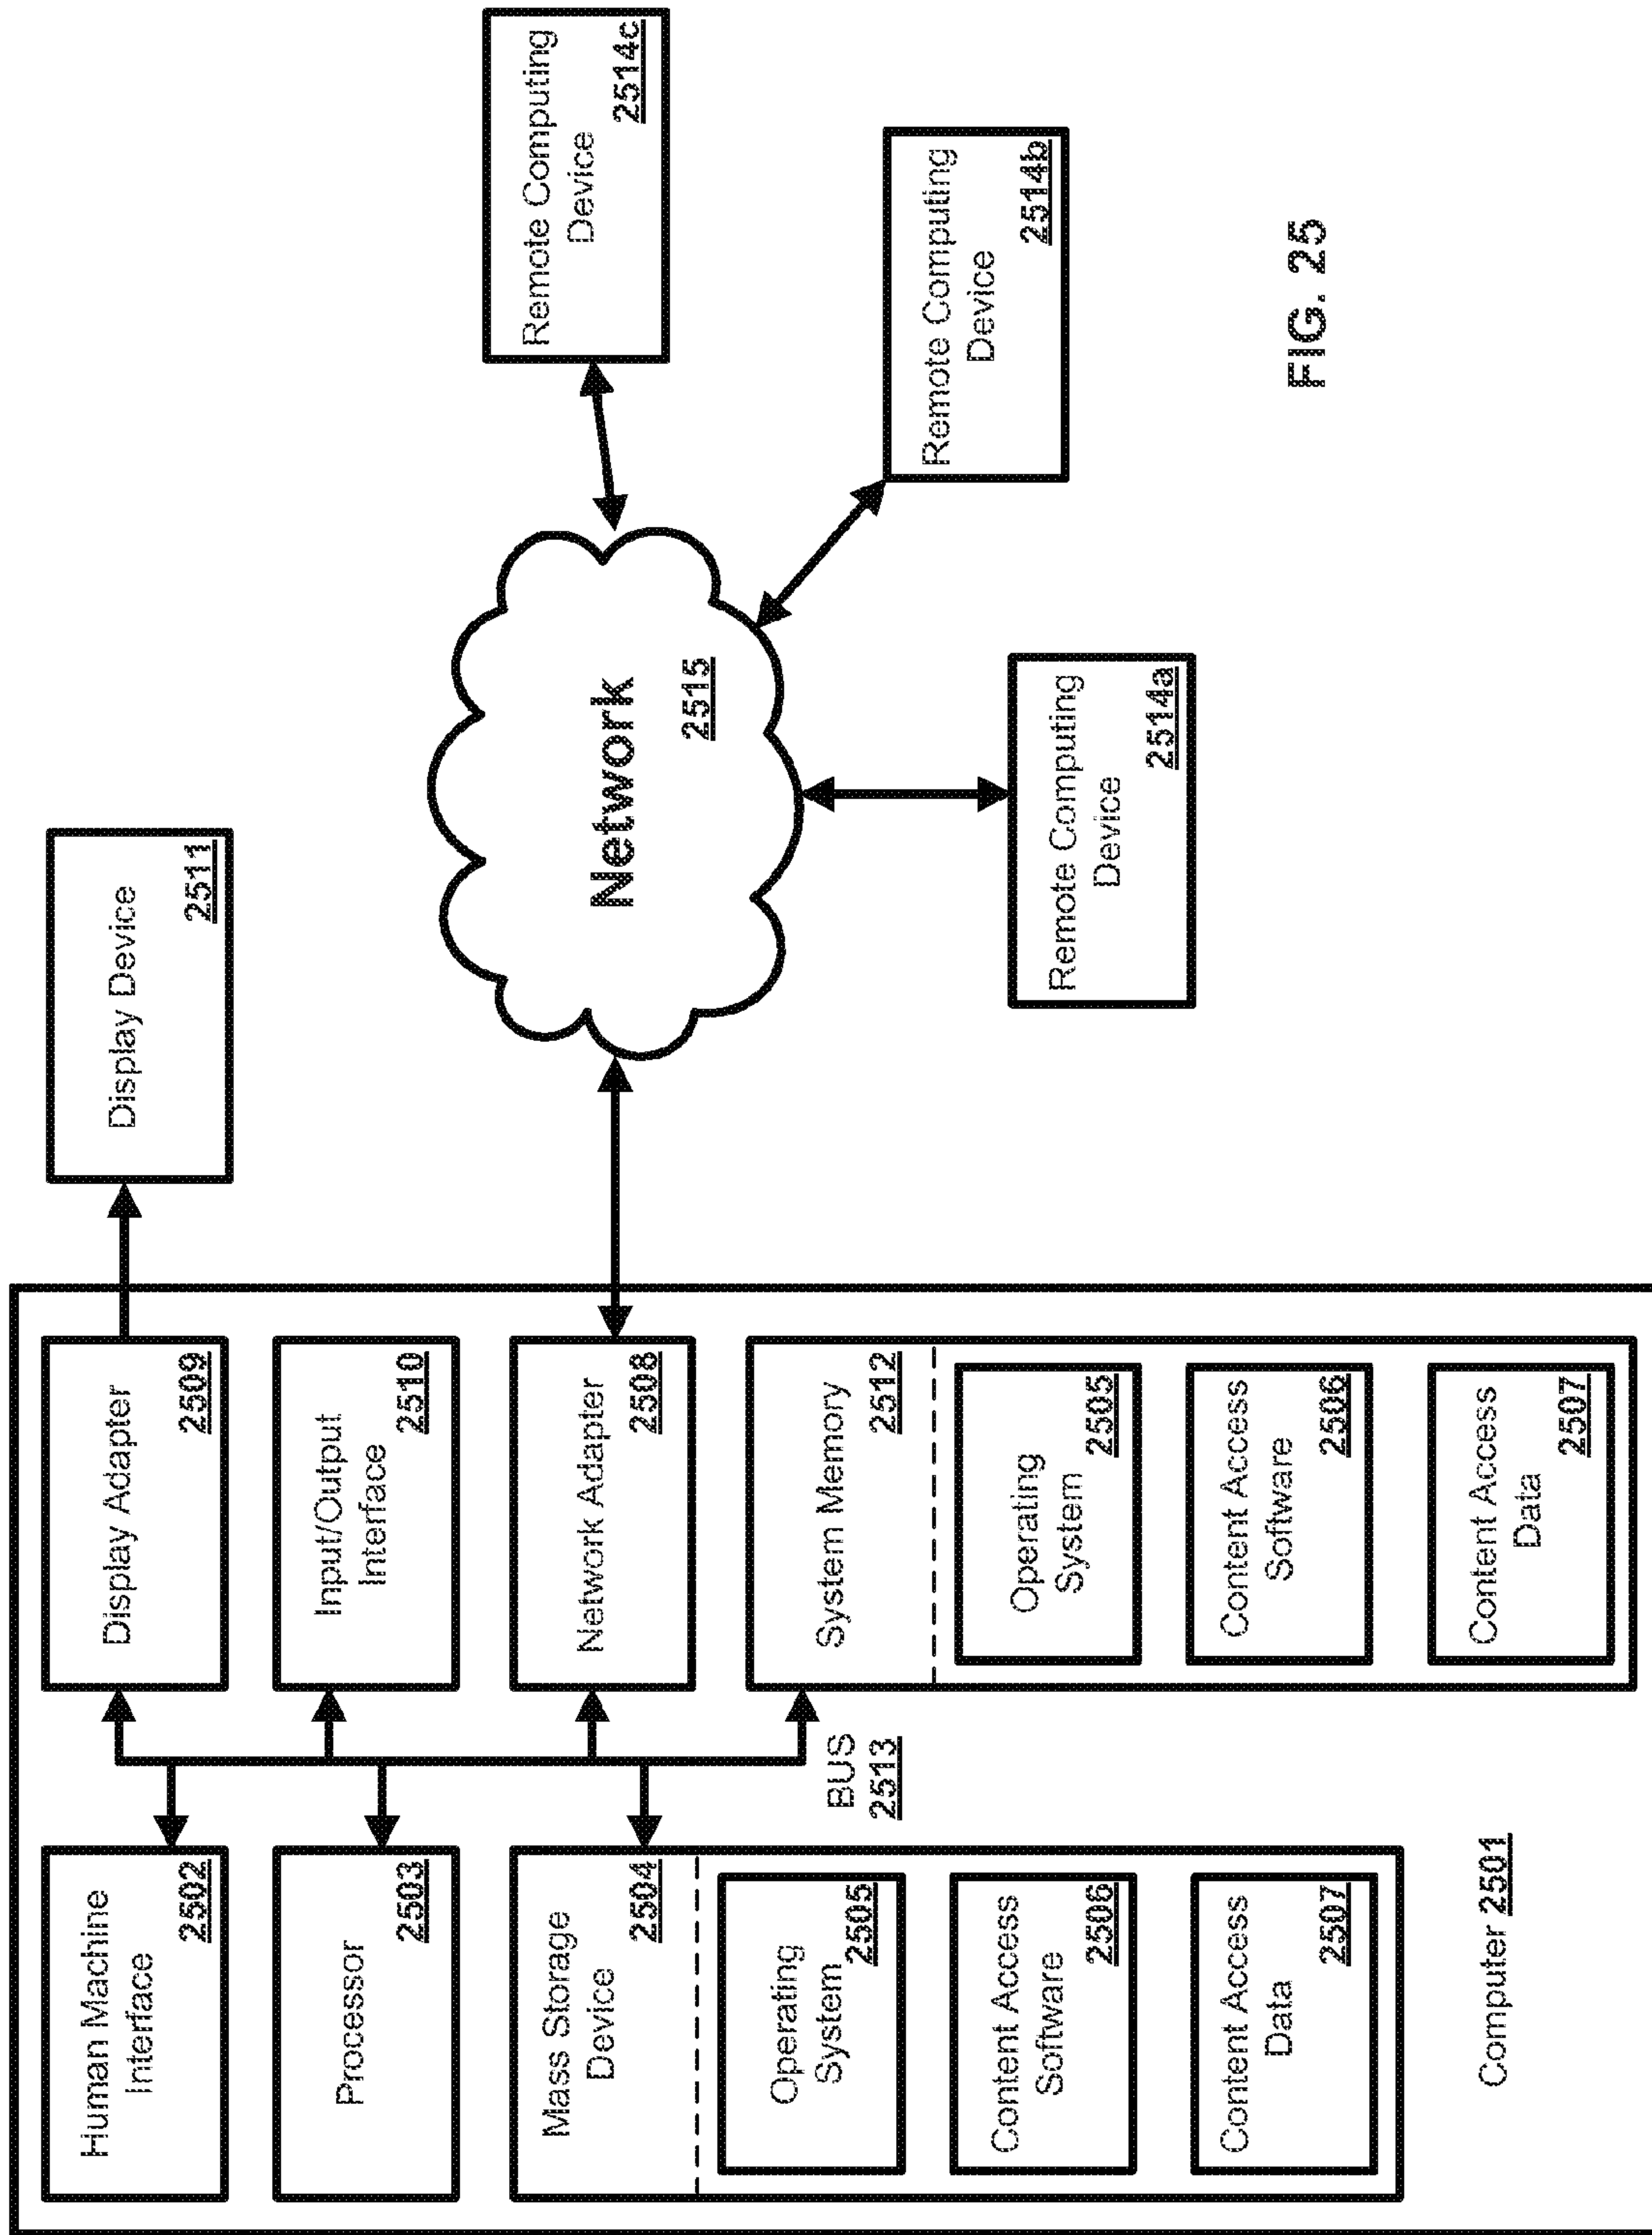 Human Machine
Interface
2502
Processor
2503
Mass Storage
Device
2504
Operating
System
2505
Content Access
Software
2506
Content Access
Data
2507
Computer 2501
BUS
2513
Display Adapter
2509
Input/Output
Interface
2510
Network Adapter
2508
System Memory
2512
Operating
System
2505
Content Access
Software
2506
Content Access
Data
2507
Display Device
2511
Network
2515
Remote Computing
Device
2514a
Remote Computing
Device
2514b
Remote Computing
Device
2514c
FIG. 25